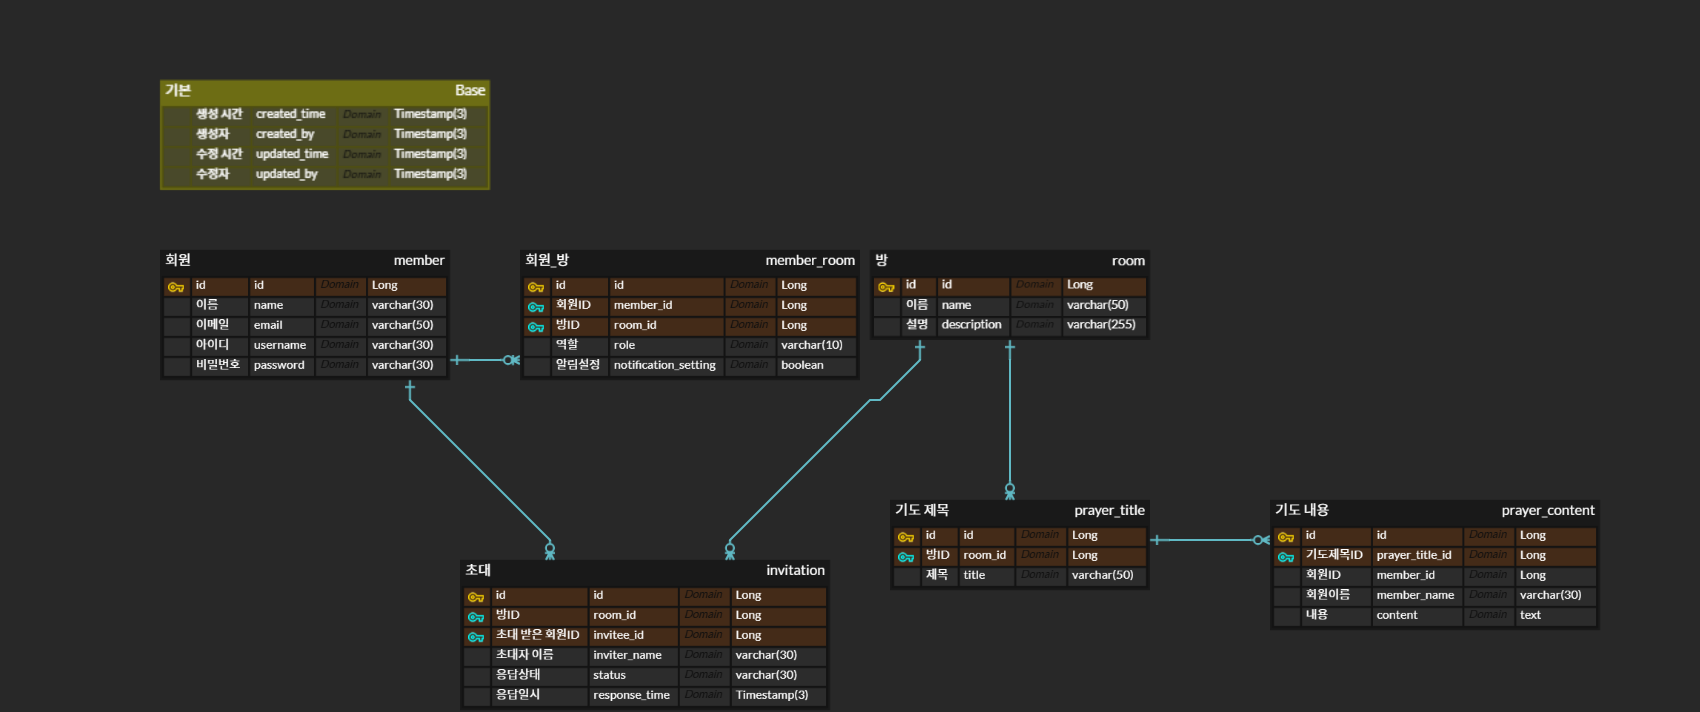 기본 Base
생성 시간 created_time Domain Timestamp(3)
생성자 created_by Domain Timestamp(3)
수정 시간 updated_time Domain Timestamp(3)
수정자 updated_by Domain Timestamp(3)
회원 member
id id Domain Long
이름 name Domain varchar(30)
이메일 email Domain varchar(50)
아이디 username Domain varchar(30)
비밀번호 password Domain varchar(30)
회원_방 member_room
id id Domain Long
회원ID member_id Domain Long
방ID room_id Domain Long
역할 role Domain varchar(10)
알림설정 notification_setting Domain boolean
방 room
id id Domain Long
이름 name Domain varchar(50)
설명 description Domain varchar(255)
초대 invitation
id id Domain Long
방ID room_id Domain Long
초대 받은 회원ID invitee_id Domain Long
초대자 이름 inviter_name Domain varchar(30)
응답상태 status Domain varchar(30)
응답일시 response_time Domain Timestamp(3)
기도 제목 prayer_title
id id Domain Long
방ID room_id Domain Long
제목 title Domain varchar(50)
기도 내용 prayer_content
id id Domain Long
기도제목ID prayer_title_id Domain Long
회원ID member_id Domain Long
회원이름 member_name Domain varchar(30)
내용 content Domain text